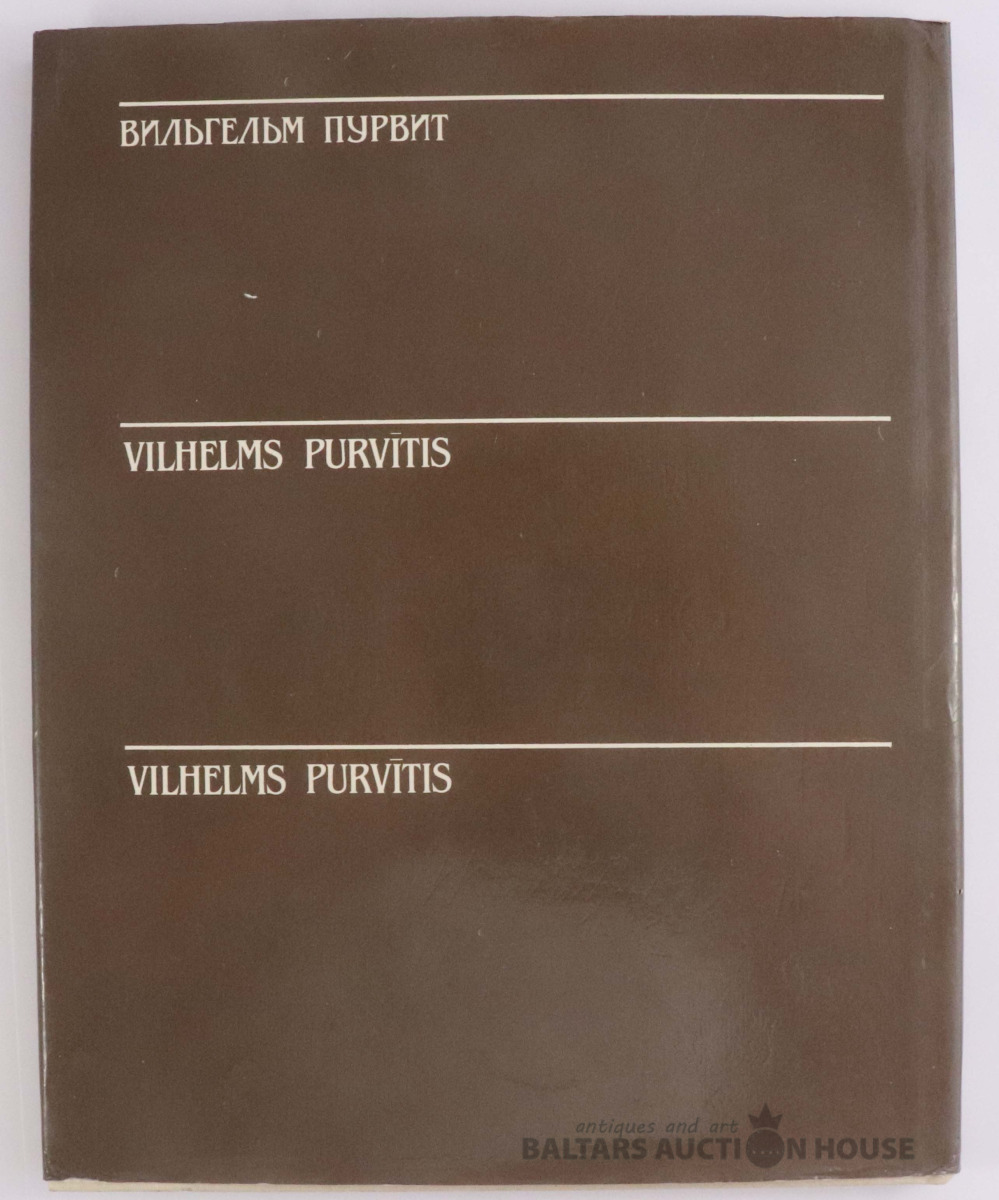 ВИЛЬГЕЛЬМ ПУРВИТ
VILHELMS PURVĪTIS
VILHELMS PURVĪTIS
antiques and art
BALTARS AUCTION HOUSE